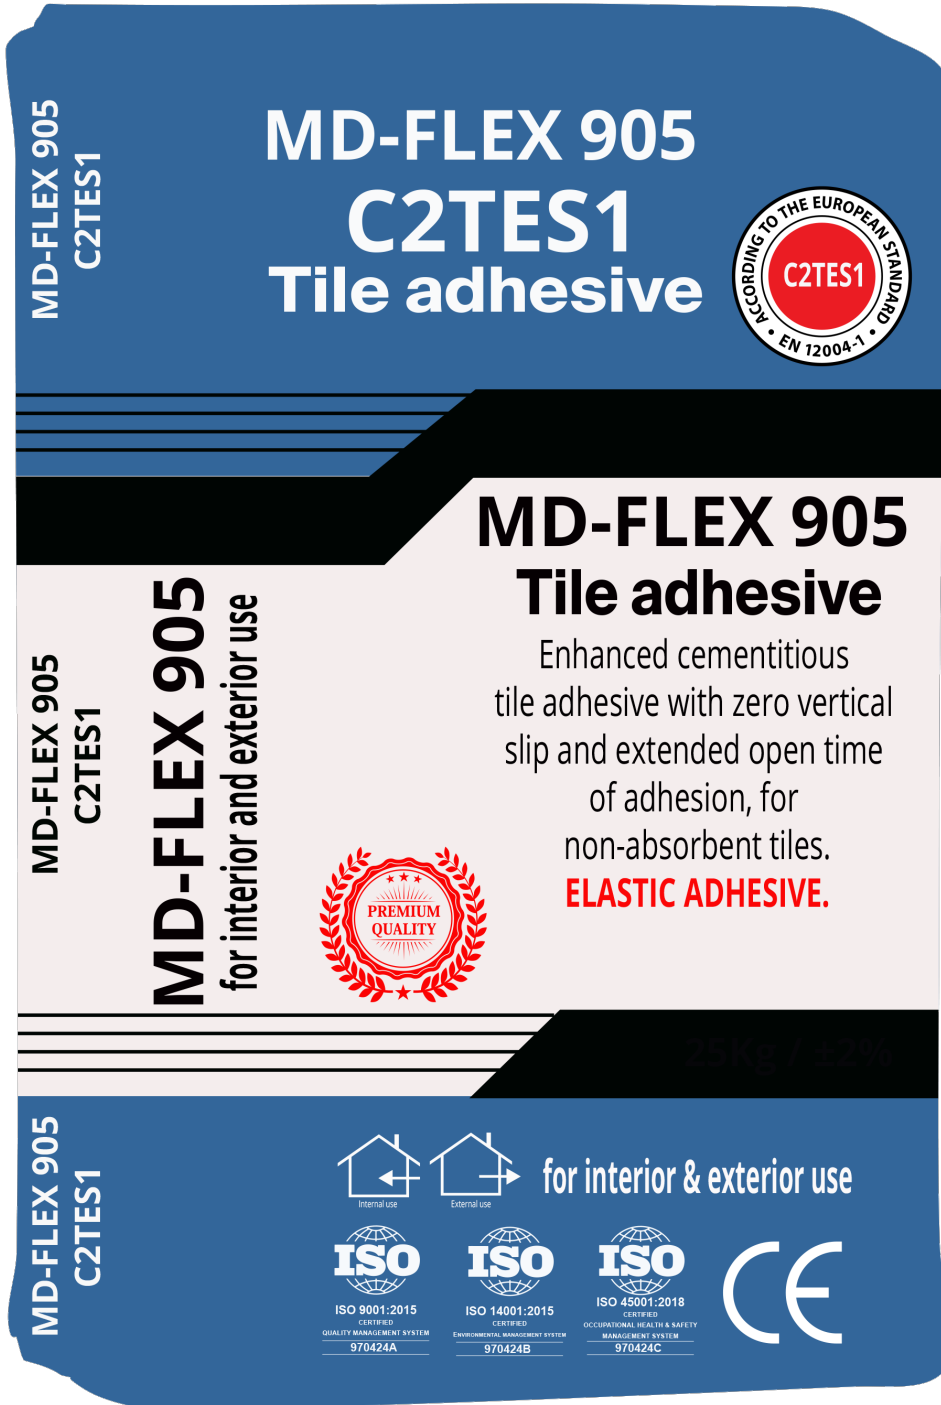 MD-FLEX 905
C2TES1
MD-FLEX 905
C2TES1
Tile adhesive
ACCORDING TO THE EUROPEAN STANDARD
C2TES1
• EN 12004-1 •
MD-FLEX 905
Tile adhesive
Enhanced cementitious
tile adhesive with zero vertical
slip and extended open time
of adhesion, for
non-absorbent tiles.
ELASTIC ADHESIVE.
MD-FLEX 905
for interior and exterior use
MD-FLEX 905
C2TES1
PREMIUM
QUALITY
25Kg / ±2%
MD-FLEX 905
C2TES1
Internal use
External use
for interior & exterior use
ISO
ISO 9001:2015
CERTIFIED
QUALITY MANAGEMENT SYSTEM
970424A
ISO
ISO 14001:2015
CERTIFIED
ENVIRONMENTAL MANAGEMENT SYSTEM
970424B
ISO
ISO 45001:2018
CERTIFIED
OCCUPATIONAL HEALTH & SAFETY
MANAGEMENT SYSTEM
970424C
CE